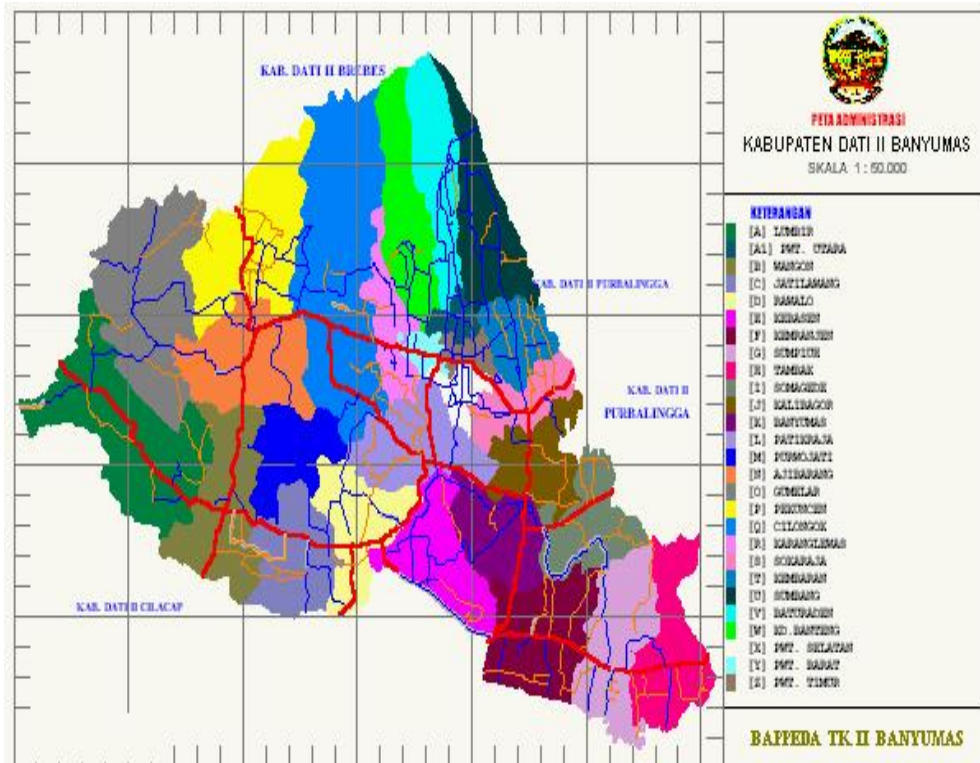 KAB. DATI II BREBES
KAB. DATI II PURBALINGGA
KAB. DATI II
PURBALINGGA
KAB. DATI II CILACAP
PETA ADMINISTRASI
KABUPATEN DATI II BANYUMAS
SKALA 1 : 50.000
KETERANGAN
[A] LUMBIR
[A1] PWT. UTARA
[B] WANGON
[C] JATILAWANG
[D] RAWALO
[E] KEBASEN
[F] KEMRANJEN
[G] SUMPIUH
[H] TAMBAK
[I] SOMAGEDE
[J] KALIBAGOR
[K] BANYUMAS
[L] PATIKRAJA
[M] PURWOJATI
[N] AJIBARANG
[O] GUMELAR
[P] PEKUNCEN
[Q] CILONGOK
[R] KARANGLEWAS
[S] SOKARAJA
[T] KEMBARAN
[U] SUMBANG
[V] BATURADEN
[W] KD.BANTENG
[X] PWT. SELATAN
[Y] PWT. BARAT
[Z] PWT. TIMUR
BAPPEDA TK. II BANYUMAS